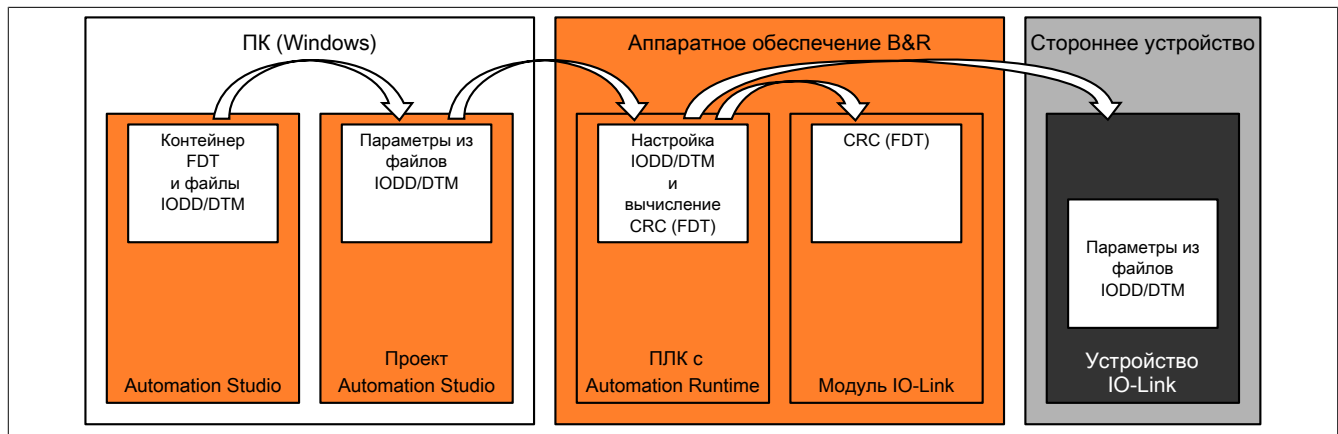 ПК (Windows)
Контейнер
FDT
и файлы
IODD/DTM
Automation Studio
Параметры из
файлов
IODD/DTM
Проект
Automation Studio
Аппаратное обеспечение B&R
Настройка
IODD/DTM
и
вычисление
CRC (FDT)
ПЛК с
Automation Runtime
CRC (FDT)
Модуль IO-Link
Стороннее устройство
Параметры из
файлов
IODD/DTM
Устройство
IO-Link